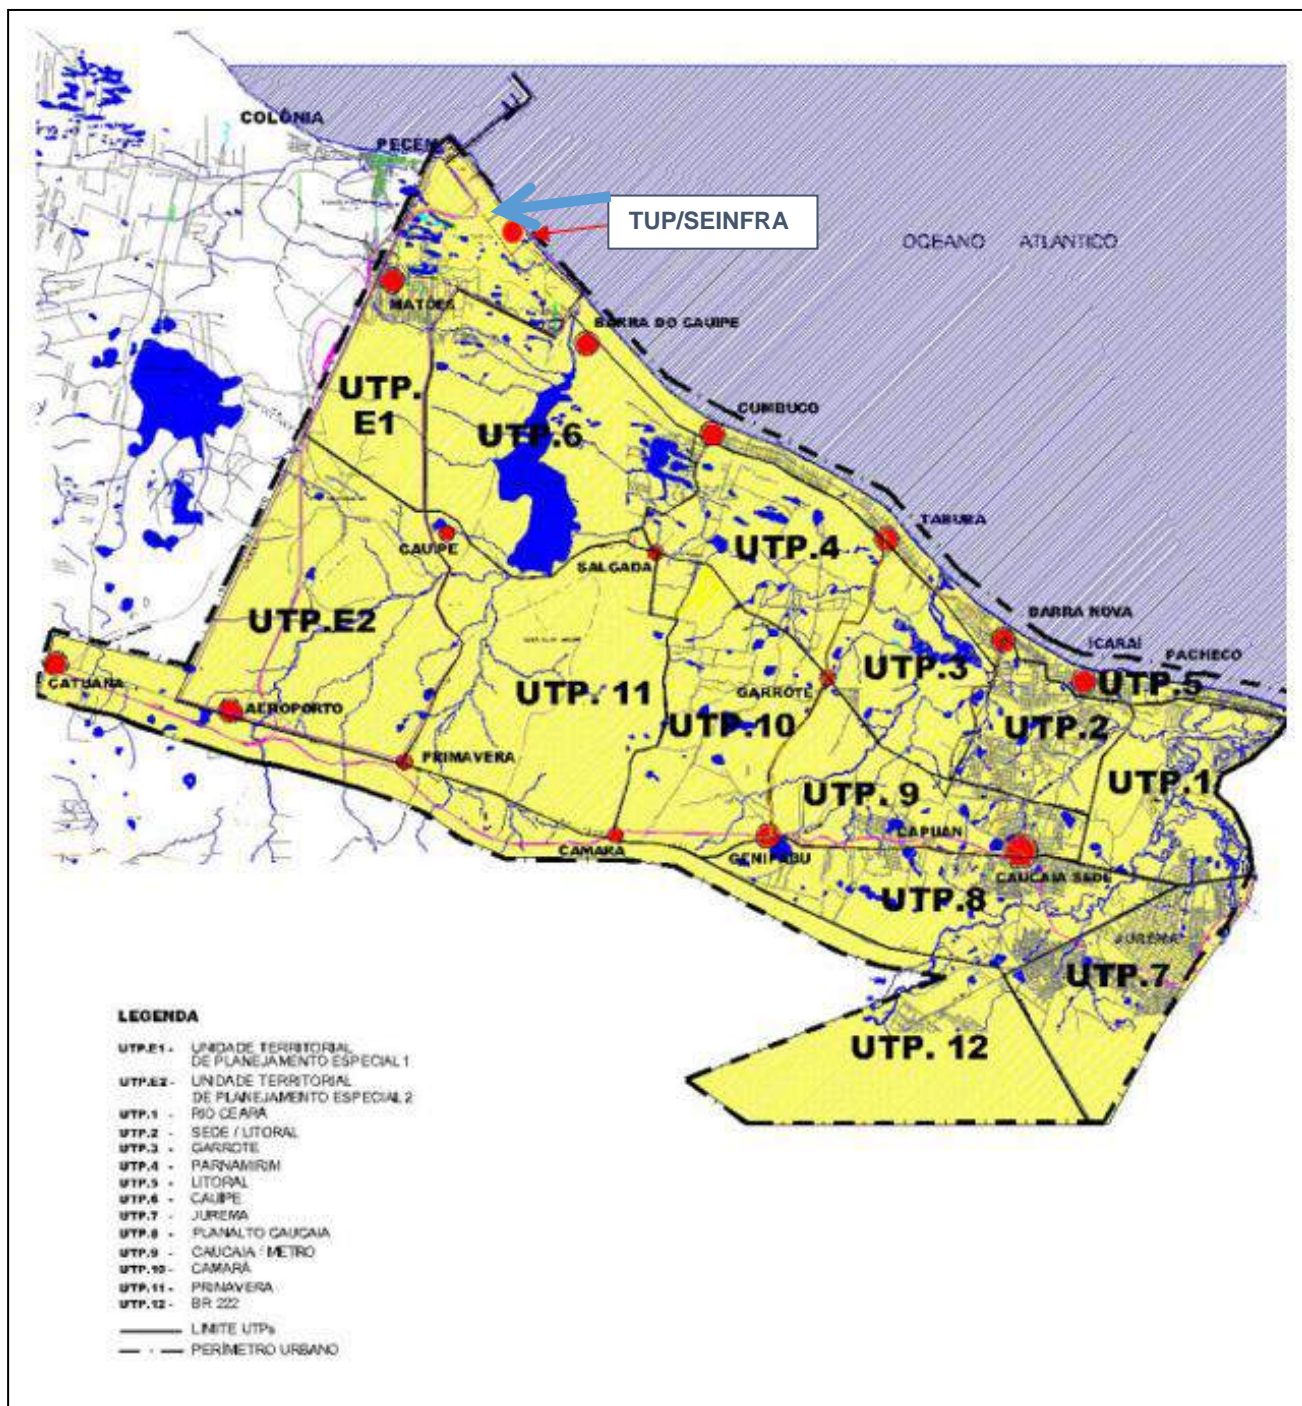 COLÔNIA
PECEM
TUP/SEINFRA
OCEANO ATLANTICO
MATÕES
BARRA DO CAUIPE
UTP.
E1
UTP.6
CUMBUCO
CAUIPE
SALGADA
UTP.4
TABUBA
UTP.E2
BARRA NOVA
ICARAI
PACHECO
CATUANA
UTP. 11
GARROTE
UTP.3
UTP.5
AEROPORTO
UTP.10
UTP.2
PRIMAVERA
UTP. 9
UTP.1
CAMARA
GENIPABU
CAPUAN
CAUCAIA SEDE
UTP.8
JUREMA
UTP.7
UTP. 12
LEGENDA
UTP.E1 - UNIDADE TERRITORIAL
DE PLANEJAMENTO ESPECIAL 1
UTP.E2 - UNIDADE TERRITORIAL
DE PLANEJAMENTO ESPECIAL 2
UTP.1 - RIO CEARA
UTP.2 - SEDE / LITORAL
UTP.3 - GARROTE
UTP.4 - PARNAMIRIM
UTP.5 - LITORAL
UTP.6 - CAUIPE
UTP.7 - JUREMA
UTP.8 - PLANALTO CAUCAIA
UTP.9 - CAUCAIA / METRO
UTP.10 - CAMARÁ
UTP.11 - PRIMAVERA
UTP.12 - BR 222
LIMITE UTPs
PERÍMETRO URBANO